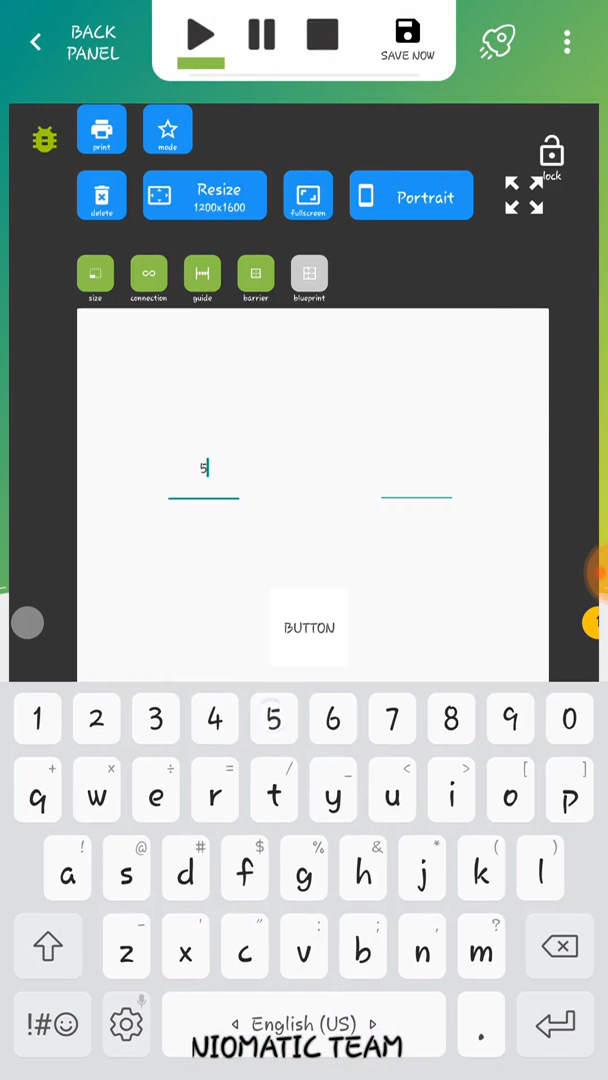 BACK
PANEL
SAVE NOW
print
mode
lock
delete
Resize
1200x1600
fullscreen
Portrait
size
connection
guide
barrier
blueprint
5
BUTTON
1 2 3 4 5 6 7 8 9 0
+ × ÷ = / _ < > [ ]
q w e r t y u i o p
! @ # $ % & * ( )
a s d f g h j k l
- ' " : ; , ?
z x c v b n m
!#☺ English (US) .
NIOMATIC TEAM